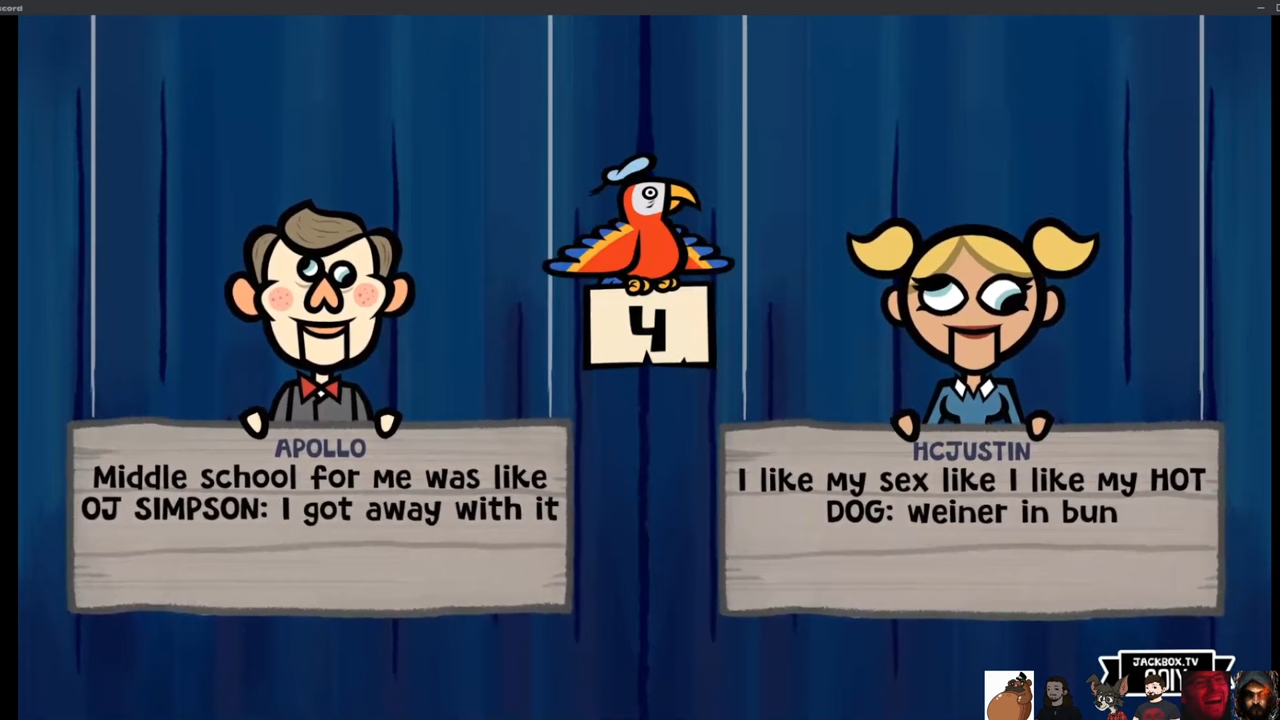 scord
4
APOLLO
Middle school for me was like
OJ SIMPSON: I got away with it
HCJUSTIN
I like my sex like I like my HOT
DOG: weiner in bun
JACKBOX.TV